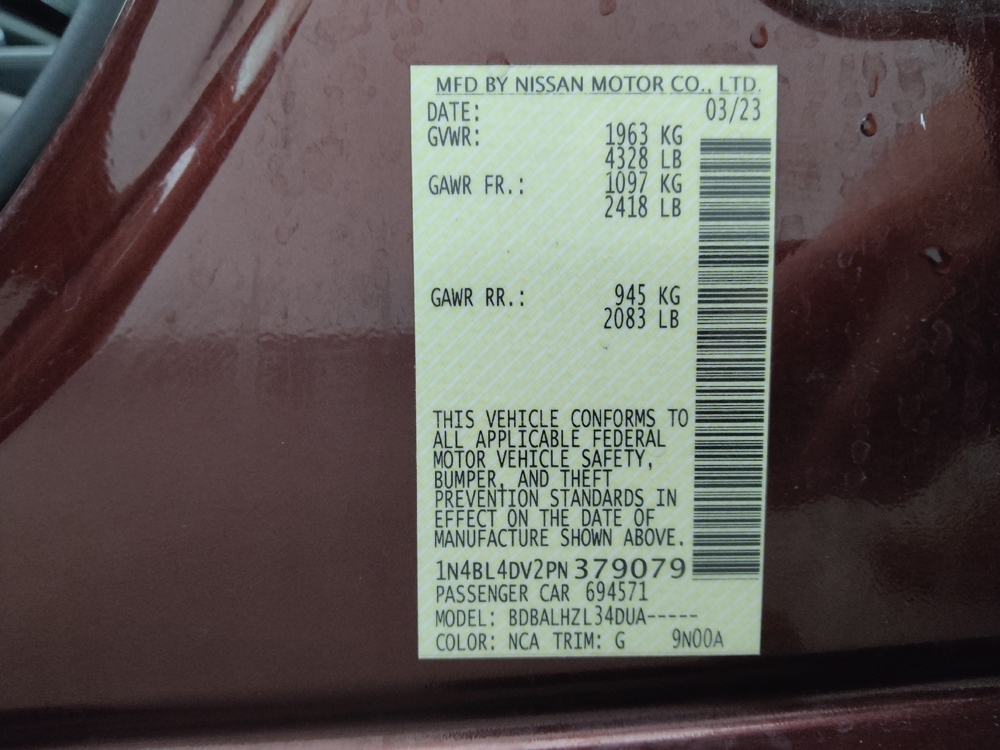 MFD BY NISSAN MOTOR CO., LTD.
DATE: 03/23
GVWR: 1963 KG
4328 LB
GAWR FR.: 1097 KG
2418 LB
GAWR RR.: 945 KG
2083 LB
THIS VEHICLE CONFORMS TO
ALL APPLICABLE FEDERAL
MOTOR VEHICLE SAFETY,
BUMPER, AND THEFT
PREVENTION STANDARDS IN
EFFECT ON THE DATE OF
MANUFACTURE SHOWN ABOVE.
1N4BL4DV2PN379079
PASSENGER CAR 694571
MODEL: BDBALHZL34DUA-----
COLOR: NCA TRIM: G 9N00A